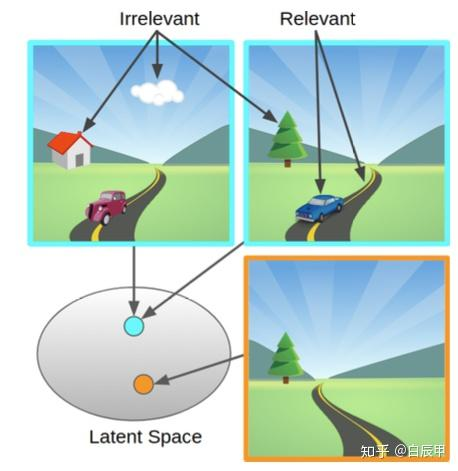 Irrelevant
Relevant
Latent Space
知乎 @白辰甲